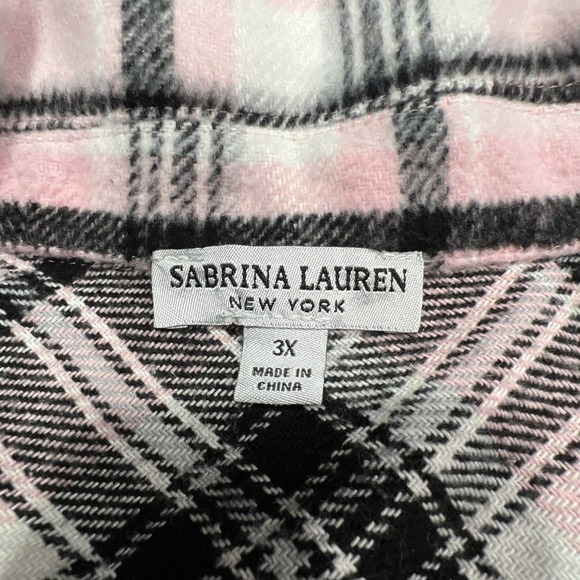 SABRINA LAUREN
NEW YORK
3X
MADE IN
CHINA